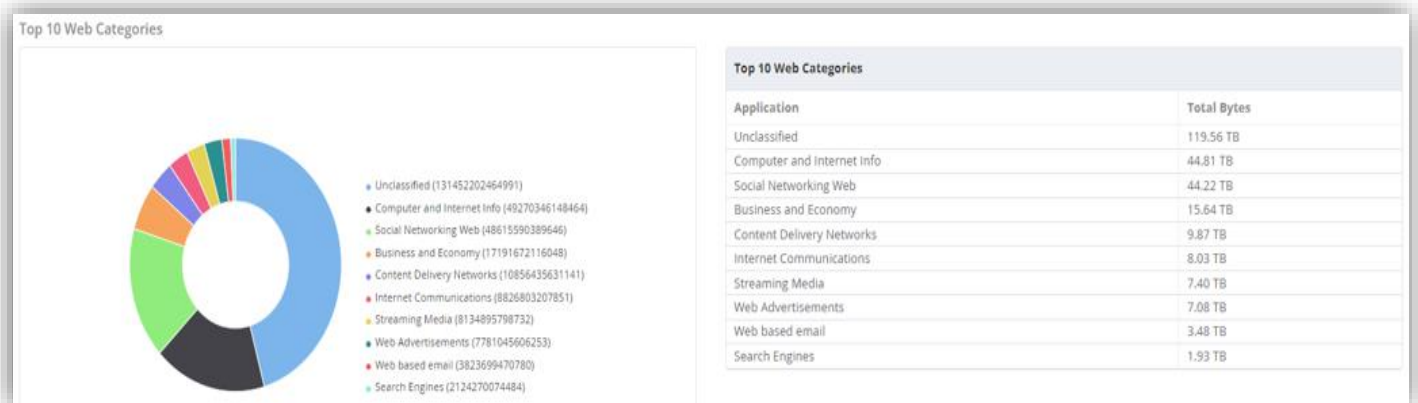 Top 10 Web Categories
Unclassified (131452202464991)
Computer and Internet Info (49270346148464)
Social Networking Web (48615590389646)
Business and Economy (17191672116048)
Content Delivery Networks (10856435631141)
Internet Communications (8826803207851)
Streaming Media (8134895798732)
Web Advertisements (7781045606253)
Web based email (3823699470780)
Search Engines (2124270074484)
Top 10 Web Categories
Application Total Bytes
Unclassified 119.56 TB
Computer and Internet Info 44.81 TB
Social Networking Web 44.22 TB
Business and Economy 15.64 TB
Content Delivery Networks 9.87 TB
Internet Communications 8.03 TB
Streaming Media 7.40 TB
Web Advertisements 7.08 TB
Web based email 3.48 TB
Search Engines 1.93 TB